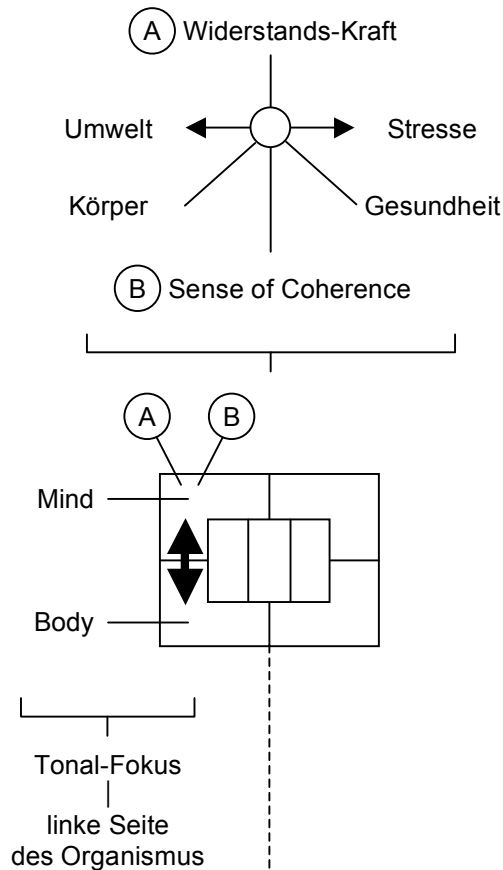 A Widerstands-Kraft
Umwelt Stresse
Körper Gesundheit
B Sense of Coherence
A B
Mind
Body
Tonal-Fokus
linke Seite
des Organismus